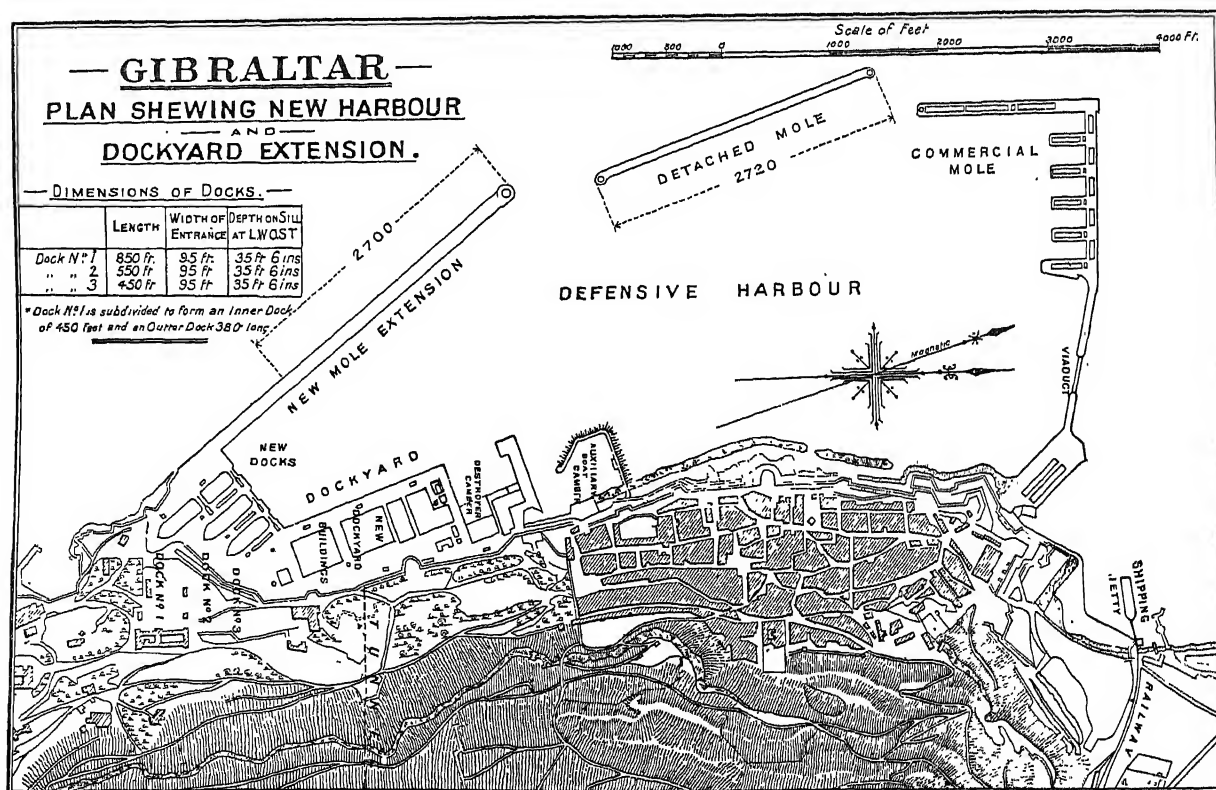 — GIBRALTAR —
PLAN SHEWING NEW HARBOUR
— AND —
DOCKYARD EXTENSION.
— DIMENSIONS OF DOCKS. —
LENGTH WIDTH OF ENTRANCE DEPTH ON SILL AT L.W.O.S.T
Dock Nº 1 850 Ft. 95 Ft. 35 Ft 6 ins
„ „ 2 550 Ft 95 Ft 35 Ft 6 ins
„ „ 3 450 Ft 95 Ft 35 Ft 6 ins
* Dock Nº 1 is subdivided to form an Inner Dock
of 450 feet and an Outer Dock 380 long
Scale of Feet
1000 500 0 1000 2000 3000 4000 Ft.
DETACHED MOLE
2720
COMMERCIAL
MOLE
2700
NEW MOLE EXTENSION
DEFENSIVE HARBOUR
Magnetic
VIADUCT
NEW
DOCKS
DOCKYARD
AUXILIARY
BOAT
CAMBER
NEW
DOCKYARD
BUILDINGS
DOCK Nº 1
DOCK Nº 2
DOCK Nº 3
TUNNEL
SHIPPING
JETTY
RAILWAY